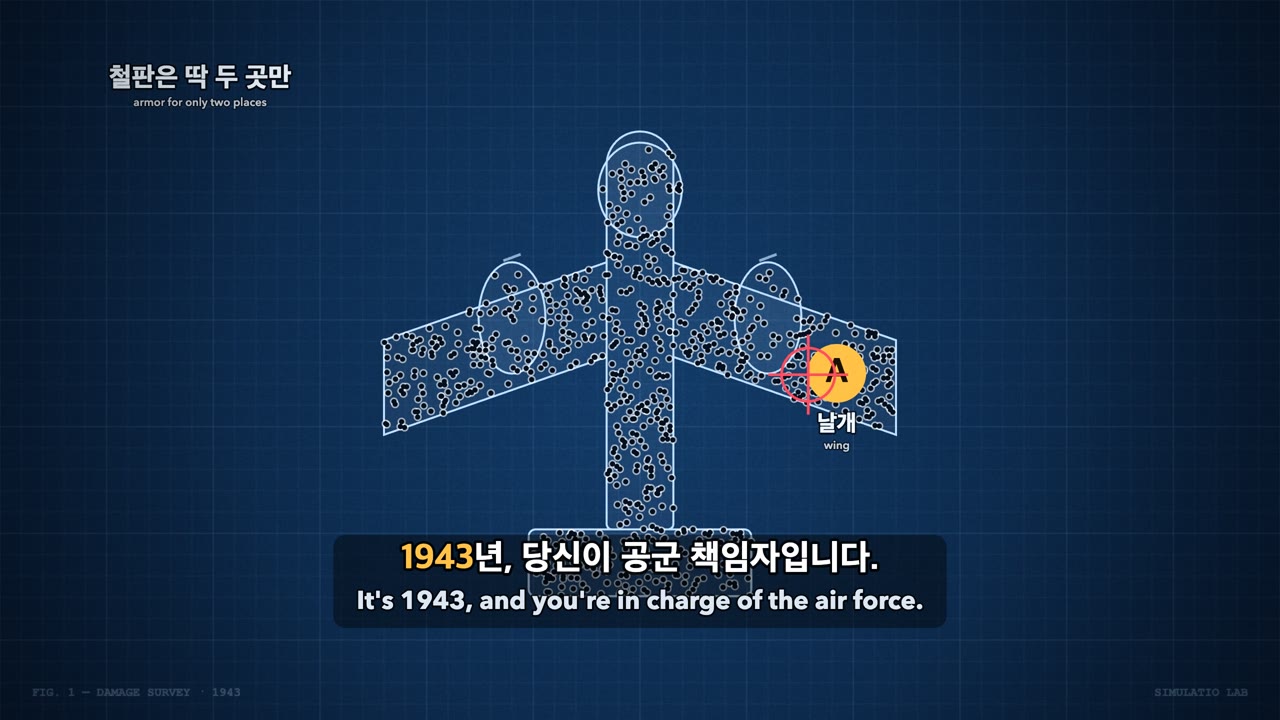 철판은 딱 두 곳만
armor for only two places
A
날개
wing
1943년, 당신이 공군 책임자입니다.
It's 1943, and you're in charge of the air force.
FIG. 1 — DAMAGE SURVEY · 1943
SIMULATIO LAB